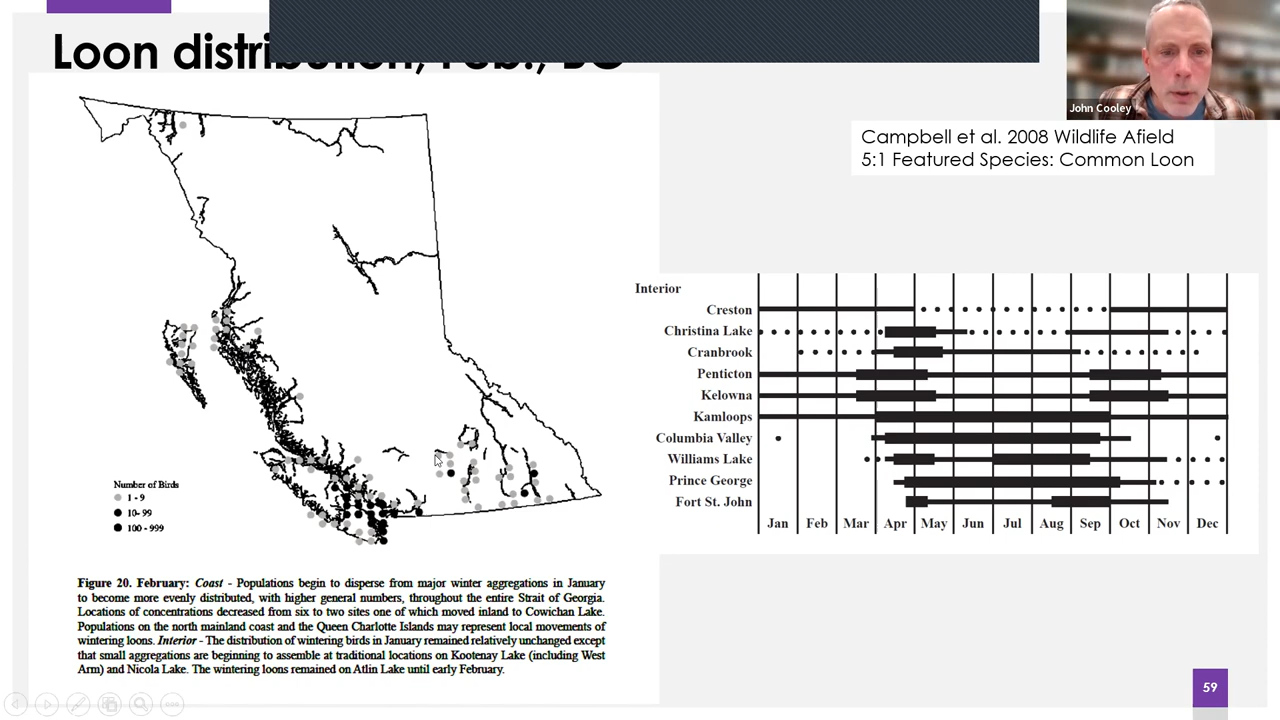 Loon distribution, Feb., BC
John Cooley
Campbell et al. 2008 Wildlife Afield
5:1 Featured Species: Common Loon
Number of Birds
1 - 9
10- 99
100 - 999
Figure 20. February: Coast - Populations begin to disperse from major winter aggregations in January
to become more evenly distributed, with higher general numbers, throughout the entire Strait of Georgia.
Locations of concentrations decreased from six to two sites one of which moved inland to Cowichan Lake.
Populations on the north mainland coast and the Queen Charlotte Islands may represent local movements of
wintering loons. Interior - The distribution of wintering birds in January remained relatively unchanged except
that small aggregations are beginning to assemble at traditional locations on Kootenay Lake (including West
Arm) and Nicola Lake. The wintering loons remained on Atlin Lake until early February.
Interior
Creston
Christina Lake
Cranbrook
Penticton
Kelowna
Kamloops
Columbia Valley
Williams Lake
Prince George
Fort St. John
Jan Feb Mar Apr May Jun Jul Aug Sep Oct Nov Dec
59